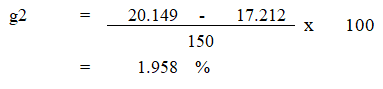 g2 = 20.149 - 17.212 x 100
150
= 1.958 %